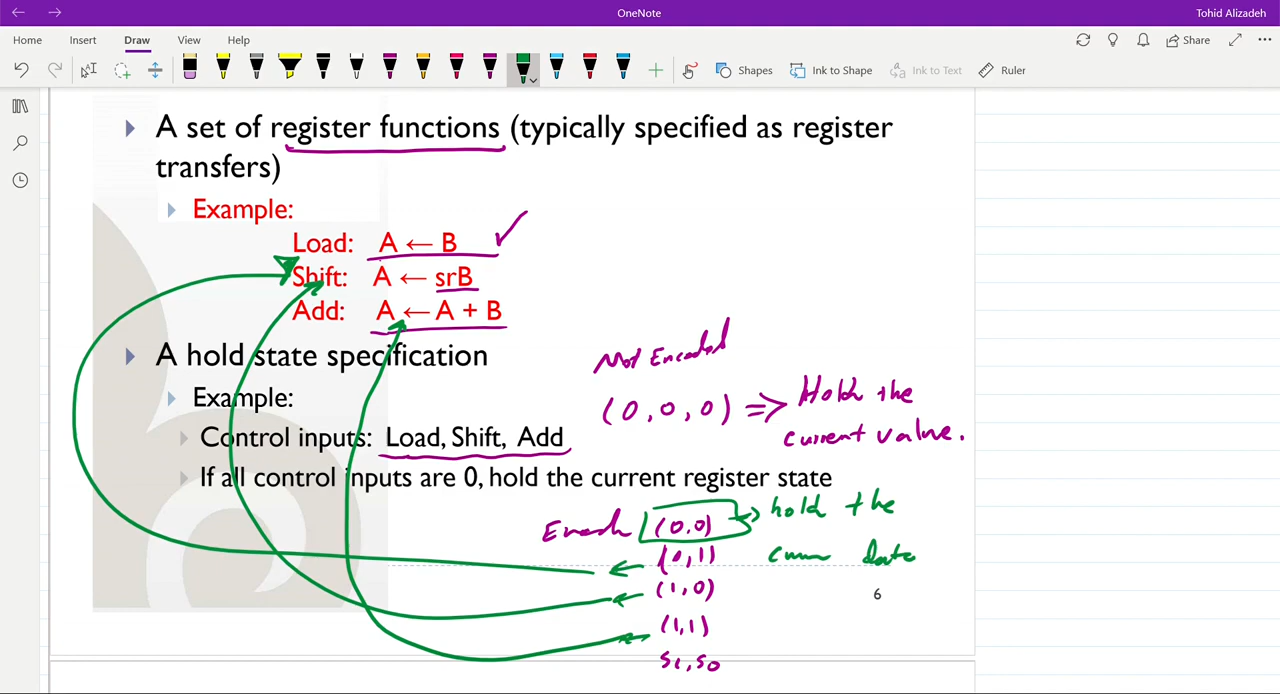 OneNote
Tohid Alizadeh
Home Insert Draw View Help
Share
Shapes Ink to Shape Ink to Text Ruler
A set of register functions (typically specified as register
transfers)
Example:
Load: A ← B
Shift: A ← srB
Add: A ← A + B
A hold state specification
Example:
Control inputs: Load, Shift, Add
If all control inputs are 0, hold the current register state
Not Encoded
(0,0,0) ⇒ Hold the
current value.
(0,0) → hold the
(0,1)
(1,0)
(1,1)
S1, S0
6